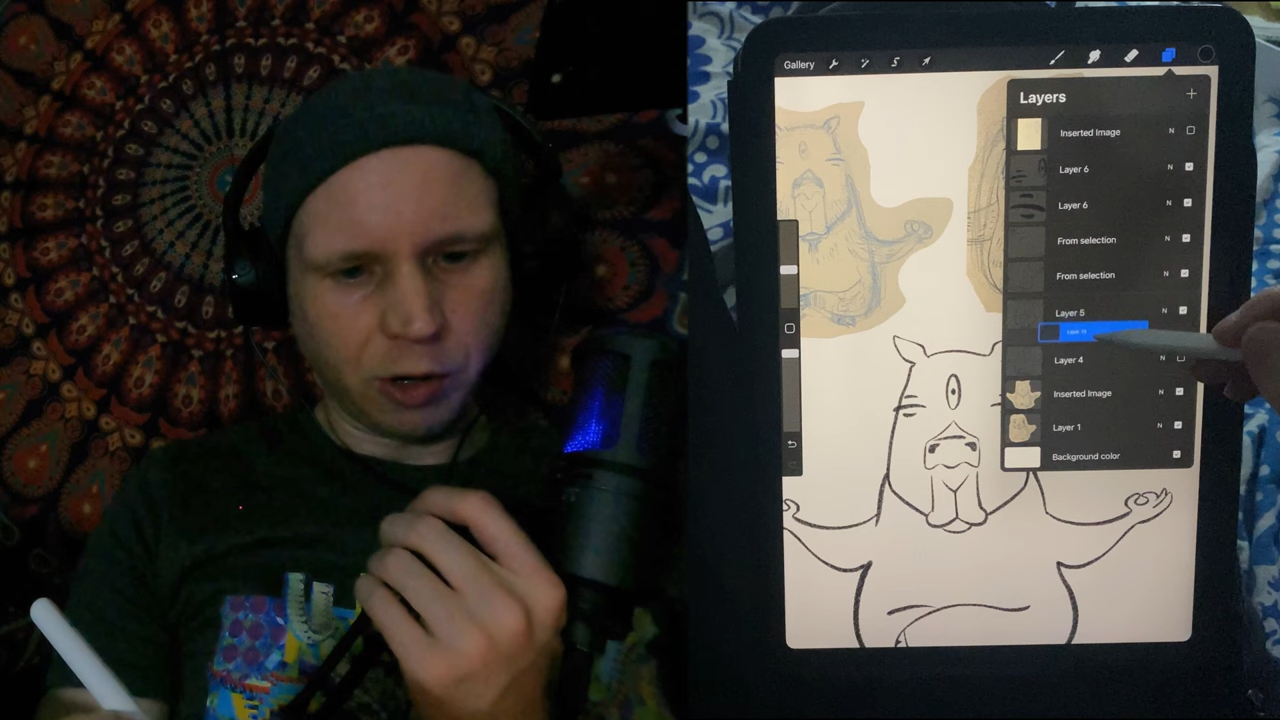 Gallery
Layers
Inserted Image N
Layer 6 N
Layer 6 N
From selection N
From selection N
Layer 5 N
Layer 4 N
Inserted Image N
Layer 1 N
Background color